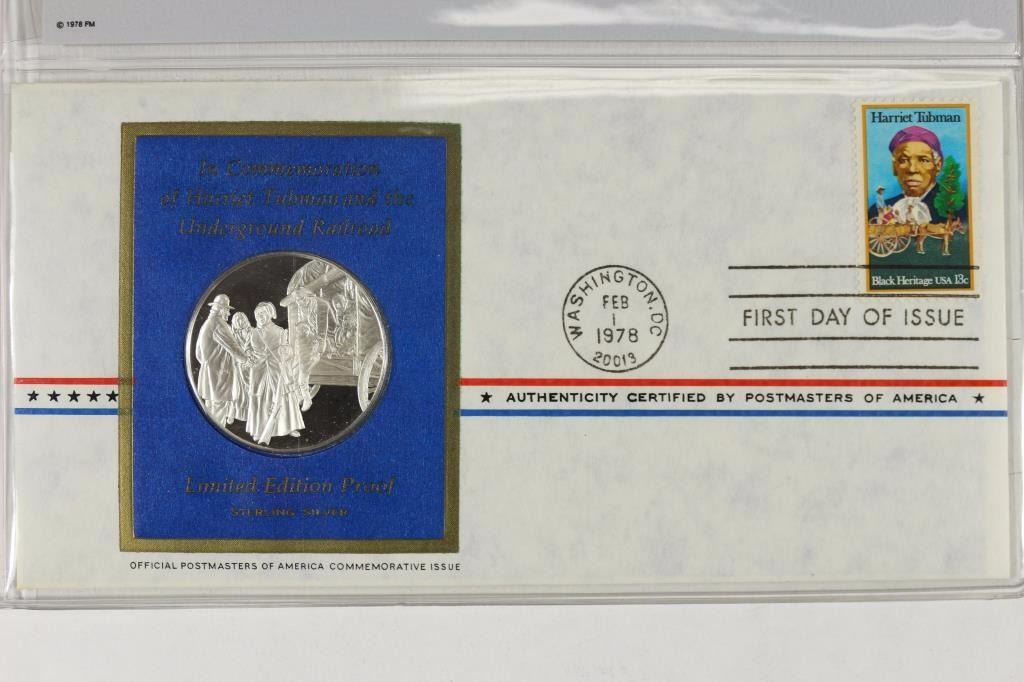 © 1978 FM
In Commemoration
of Harriet Tubman and the
Underground Railroad
Limited Edition Proof
STERLING SILVER
OFFICIAL POSTMASTERS OF AMERICA COMMEMORATIVE ISSUE
Harriet Tubman
Black Heritage USA 13c
WASHINGTON, DC
FEB
1
1978
20013
FIRST DAY OF ISSUE
★ AUTHENTICITY CERTIFIED BY POSTMASTERS OF AMERICA ★